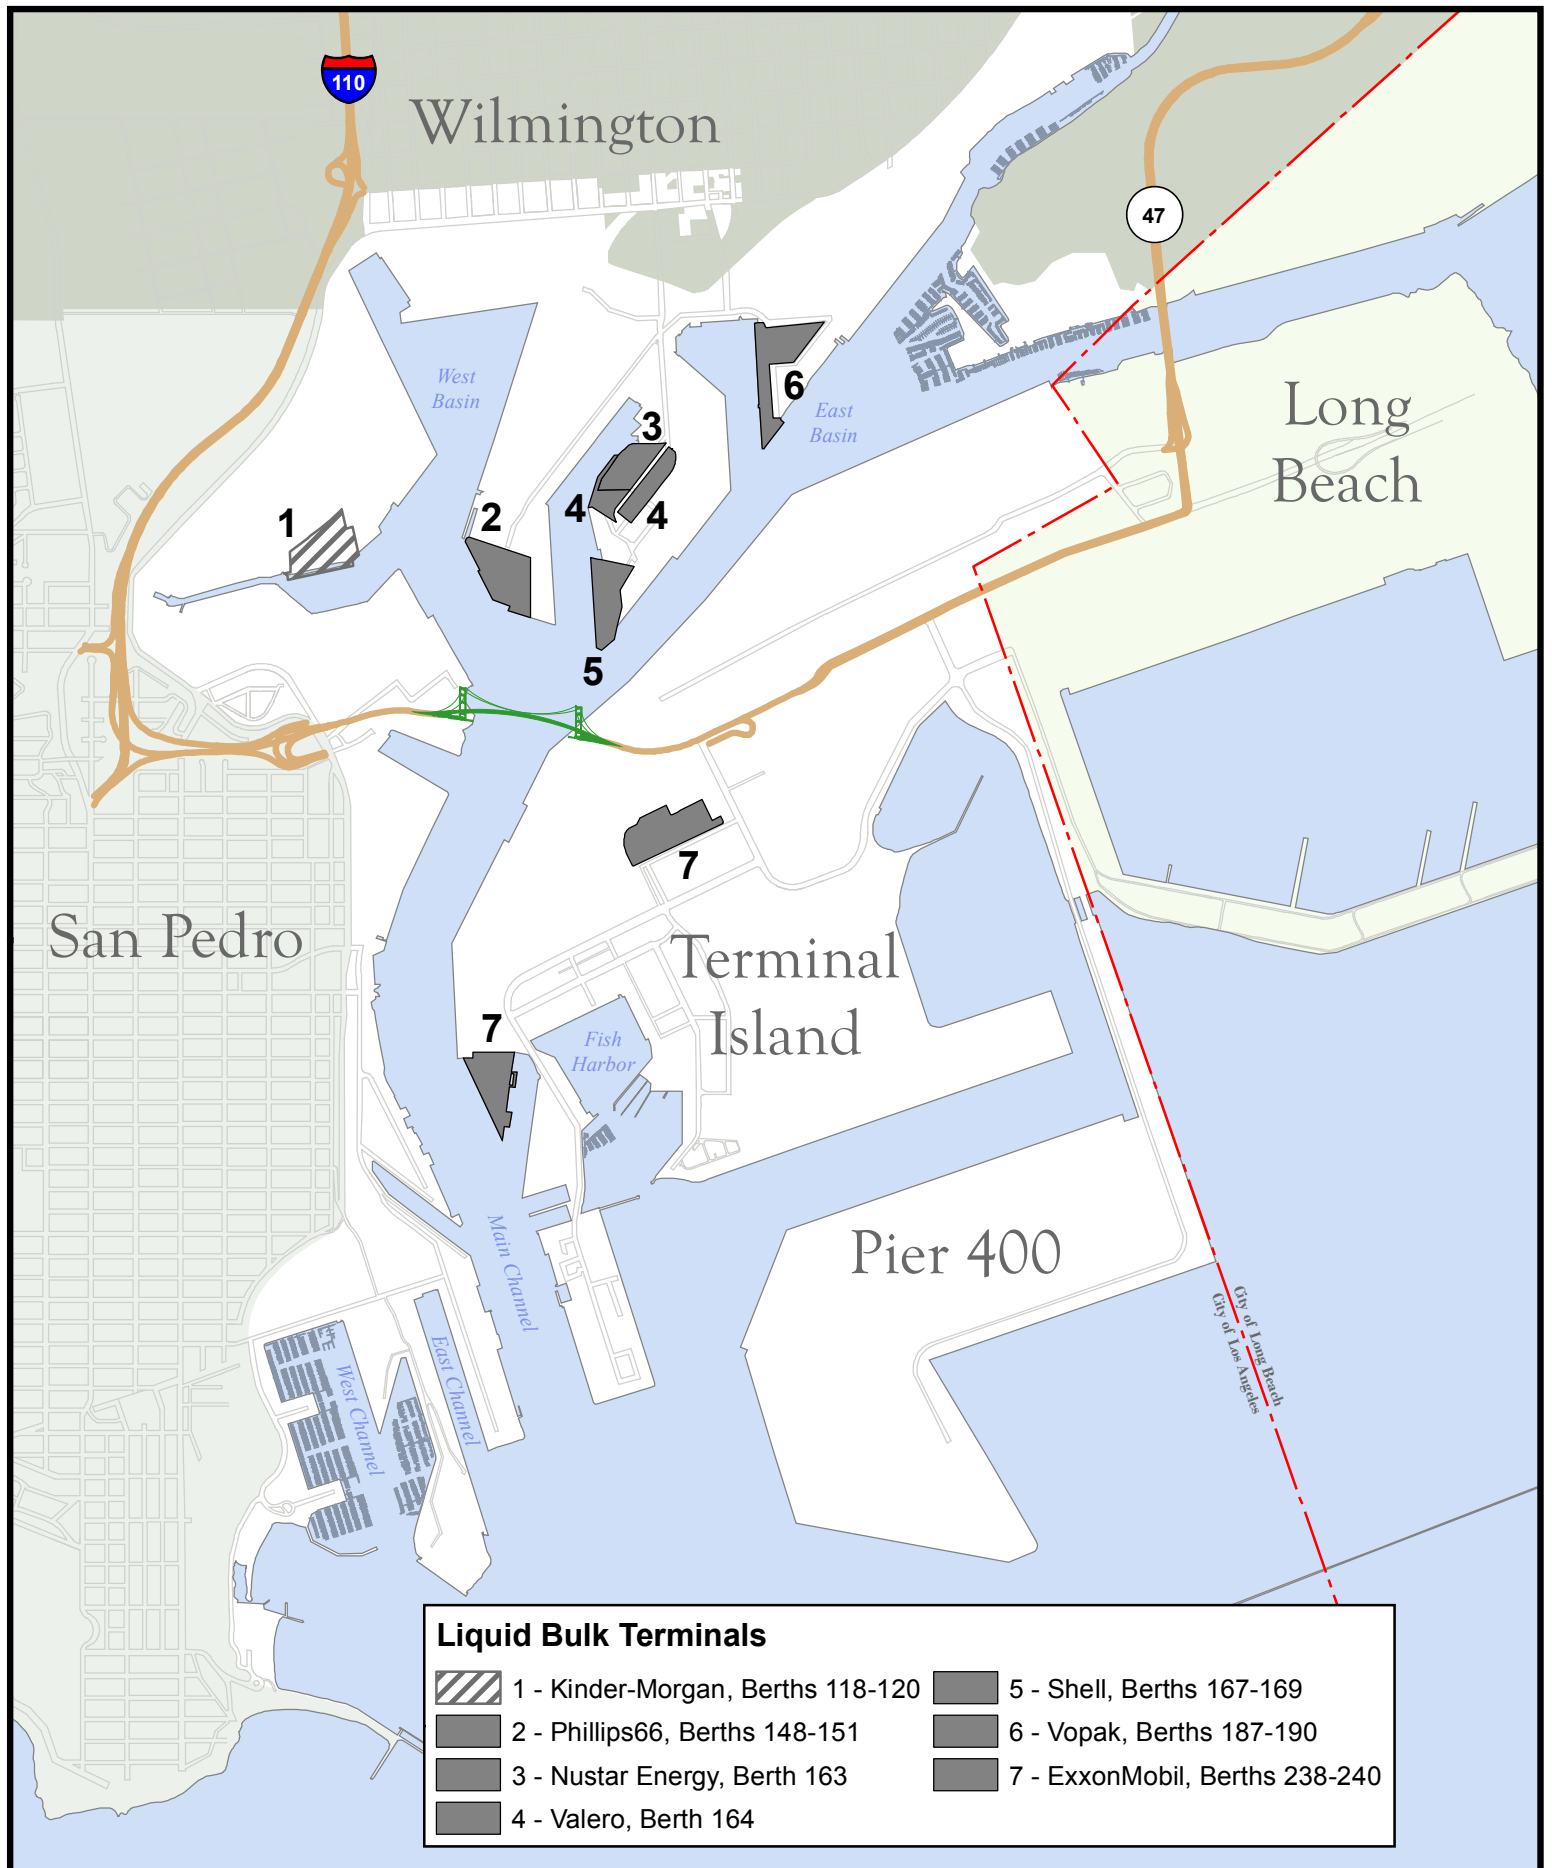 110
Wilmington
47
West
Basin
Long
Beach
6
East
Basin
3
4
4
1
2
5
7
San Pedro
Terminal
Island
7
Fish
Harbor
Main Channel
Pier 400
City of Long Beach
City of Los Angeles
East Channel
West Channel
Liquid Bulk Terminals
1 - Kinder-Morgan, Berths 118-120
2 - Phillips66, Berths 148-151
3 - Nustar Energy, Berth 163
4 - Valero, Berth 164
5 - Shell, Berths 167-169
6 - Vopak, Berths 187-190
7 - ExxonMobil, Berths 238-240